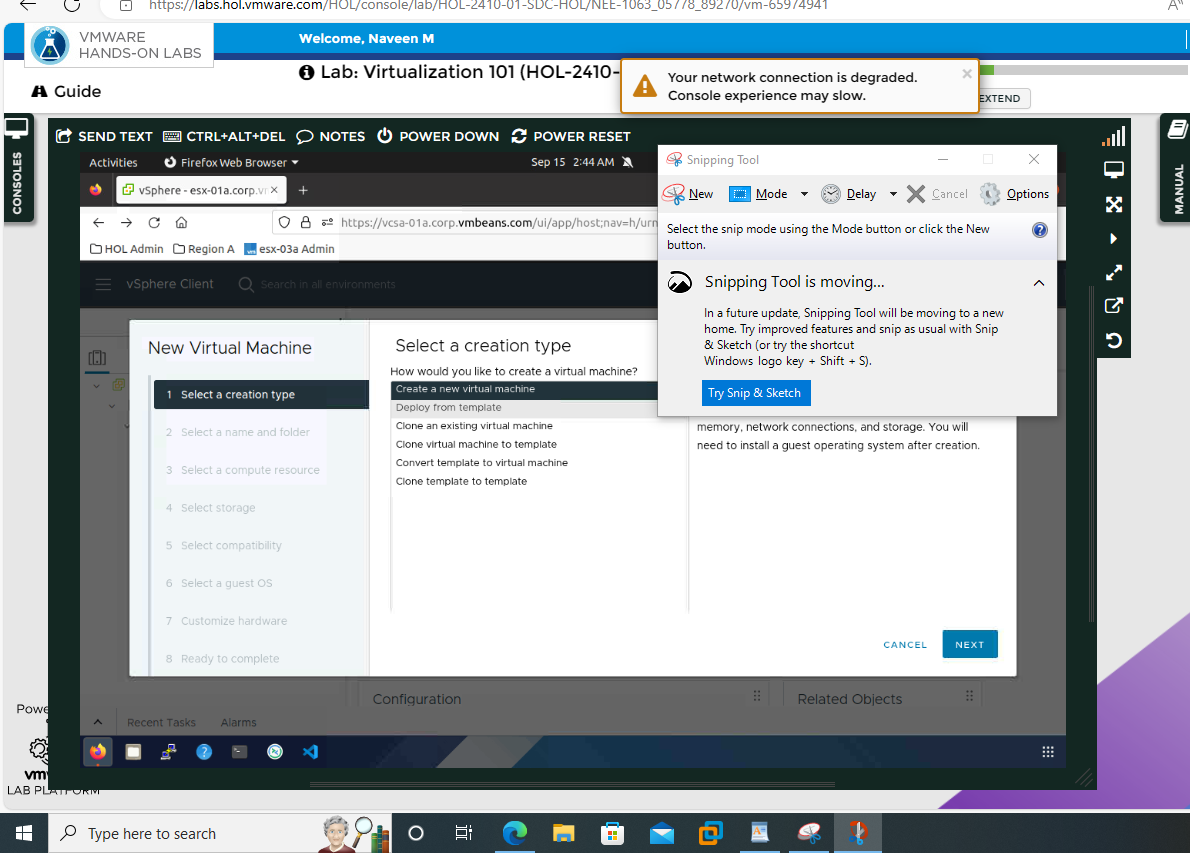 https://labs.hol.vmware.com/HOL/console/lab/HOL-2410-01-SDC-HOL/NEE-1063_05778_89270/vm-65974941
VMWARE
HANDS-ON LABS
Welcome, Naveen M
Lab: Virtualization 101 (HOL-2410-
Your network connection is degraded.
Console experience may slow.
EXTEND
Guide
CONSOLES
MANUAL
SEND TEXT
CTRL+ALT+DEL
NOTES
POWER DOWN
POWER RESET
Activities
Firefox Web Browser
Sep 15 2:44 AM
vSphere - esx-01a.corp.v
https://vcsa-01a.corp.vmbeans.com/ui/app/host;nav=h/urn
HOL Admin
Region A
esx-03a Admin
vSphere Client
Search in all environments
Snipping Tool
New
Mode
Delay
Cancel
Options
Select the snip mode using the Mode button or click the New
button.
Snipping Tool is moving...
In a future update, Snipping Tool will be moving to a new
home. Try improved features and snip as usual with Snip
& Sketch (or try the shortcut
Windows logo key + Shift + S).
Try Snip & Sketch
New Virtual Machine
1 Select a creation type
2 Select a name and folder
3 Select a compute resource
4 Select storage
5 Select compatibility
6 Select a guest OS
7 Customize hardware
8 Ready to complete
Select a creation type
How would you like to create a virtual machine?
Create a new virtual machine
Deploy from template
Clone an existing virtual machine
Clone virtual machine to template
Convert template to virtual machine
Clone template to template
memory, network connections, and storage. You will
need to install a guest operating system after creation.
CANCEL
NEXT
Configuration
Related Objects
Recent Tasks
Alarms
Powe
vm
LAB PLATFORM
Type here to search